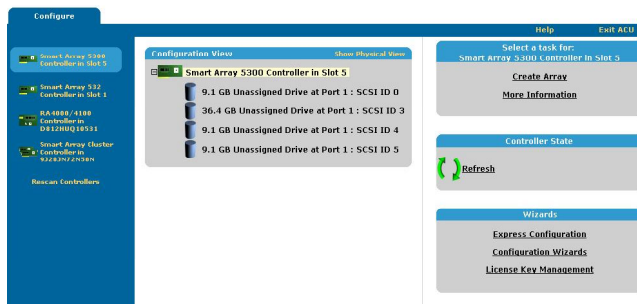 Configure
Help Exit ACU
Smart Array 5300
Controller in Slot 5
Smart Array 532
Controller in Slot 1
RA4000/4100
Controller in
D812HUQ10531
Smart Array Cluster
Controller in
Rescan Controllers
Configuration View Show Physical View
Smart Array 5300 Controller in Slot 5
9.1 GB Unassigned Drive at Port 1 : SCSI ID 0
36.4 GB Unassigned Drive at Port 1 : SCSI ID 3
9.1 GB Unassigned Drive at Port 1 : SCSI ID 4
9.1 GB Unassigned Drive at Port 1 : SCSI ID 5
Select a task for:
Smart Array 5300 Controller in Slot 5
Create Array
More Information
Controller State
Refresh
Wizards
Express Configuration
Configuration Wizards
License Key Management